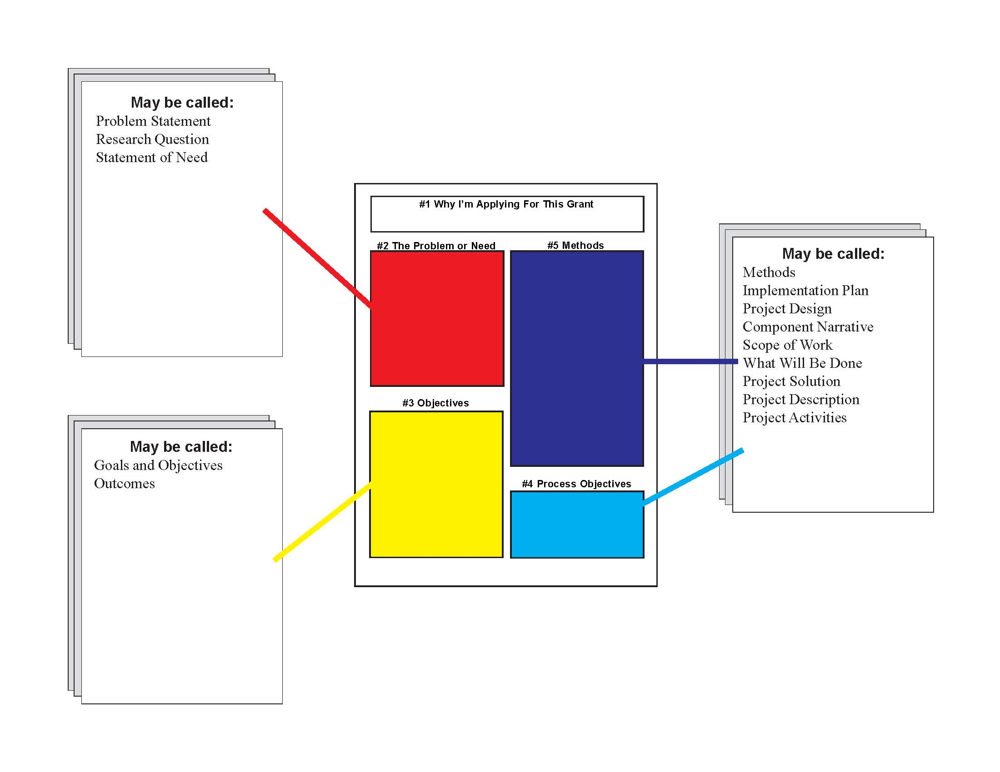 May be called:
Problem Statement
Research Question
Statement of Need
#1 Why I’m Applying For This Grant
#2 The Problem or Need
#5 Methods
#3 Objectives
#4 Process Objectives
May be called:
Methods
Implementation Plan
Project Design
Component Narrative
Scope of Work
What Will Be Done
Project Solution
Project Description
Project Activities
May be called:
Goals and Objectives
Outcomes